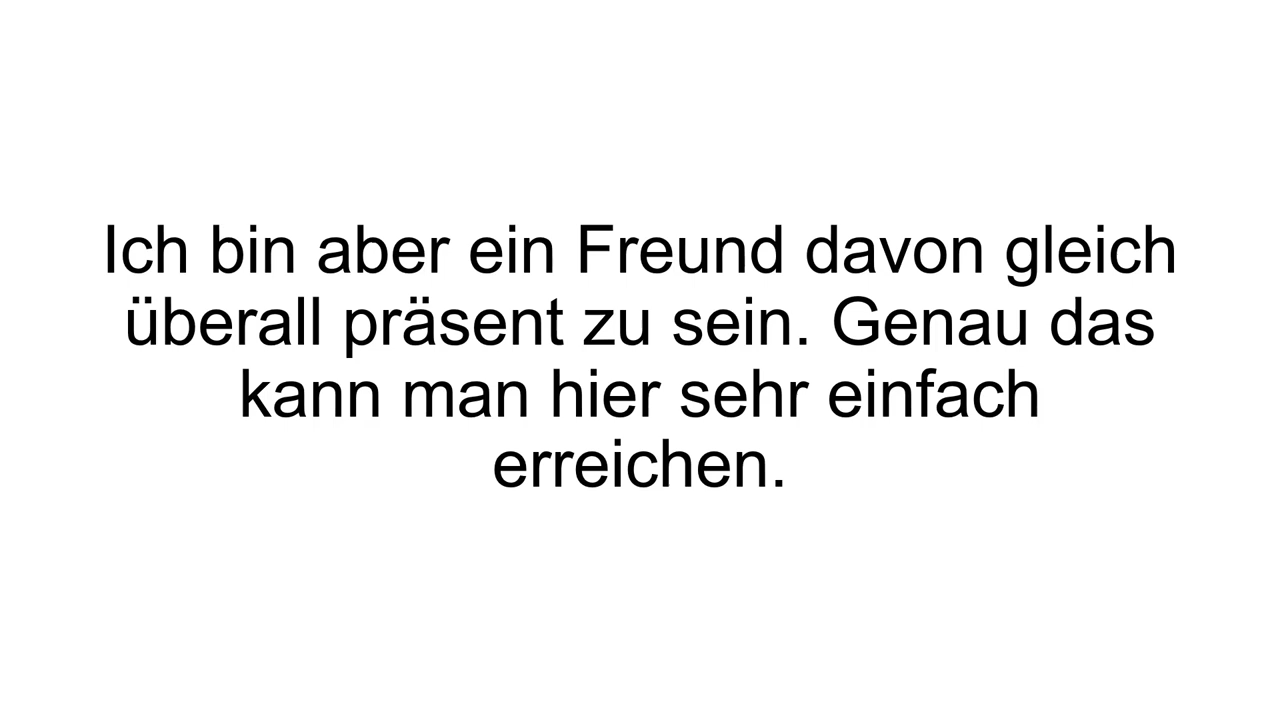 Ich bin aber ein Freund davon gleich
überall präsent zu sein. Genau das
kann man hier sehr einfach
erreichen.